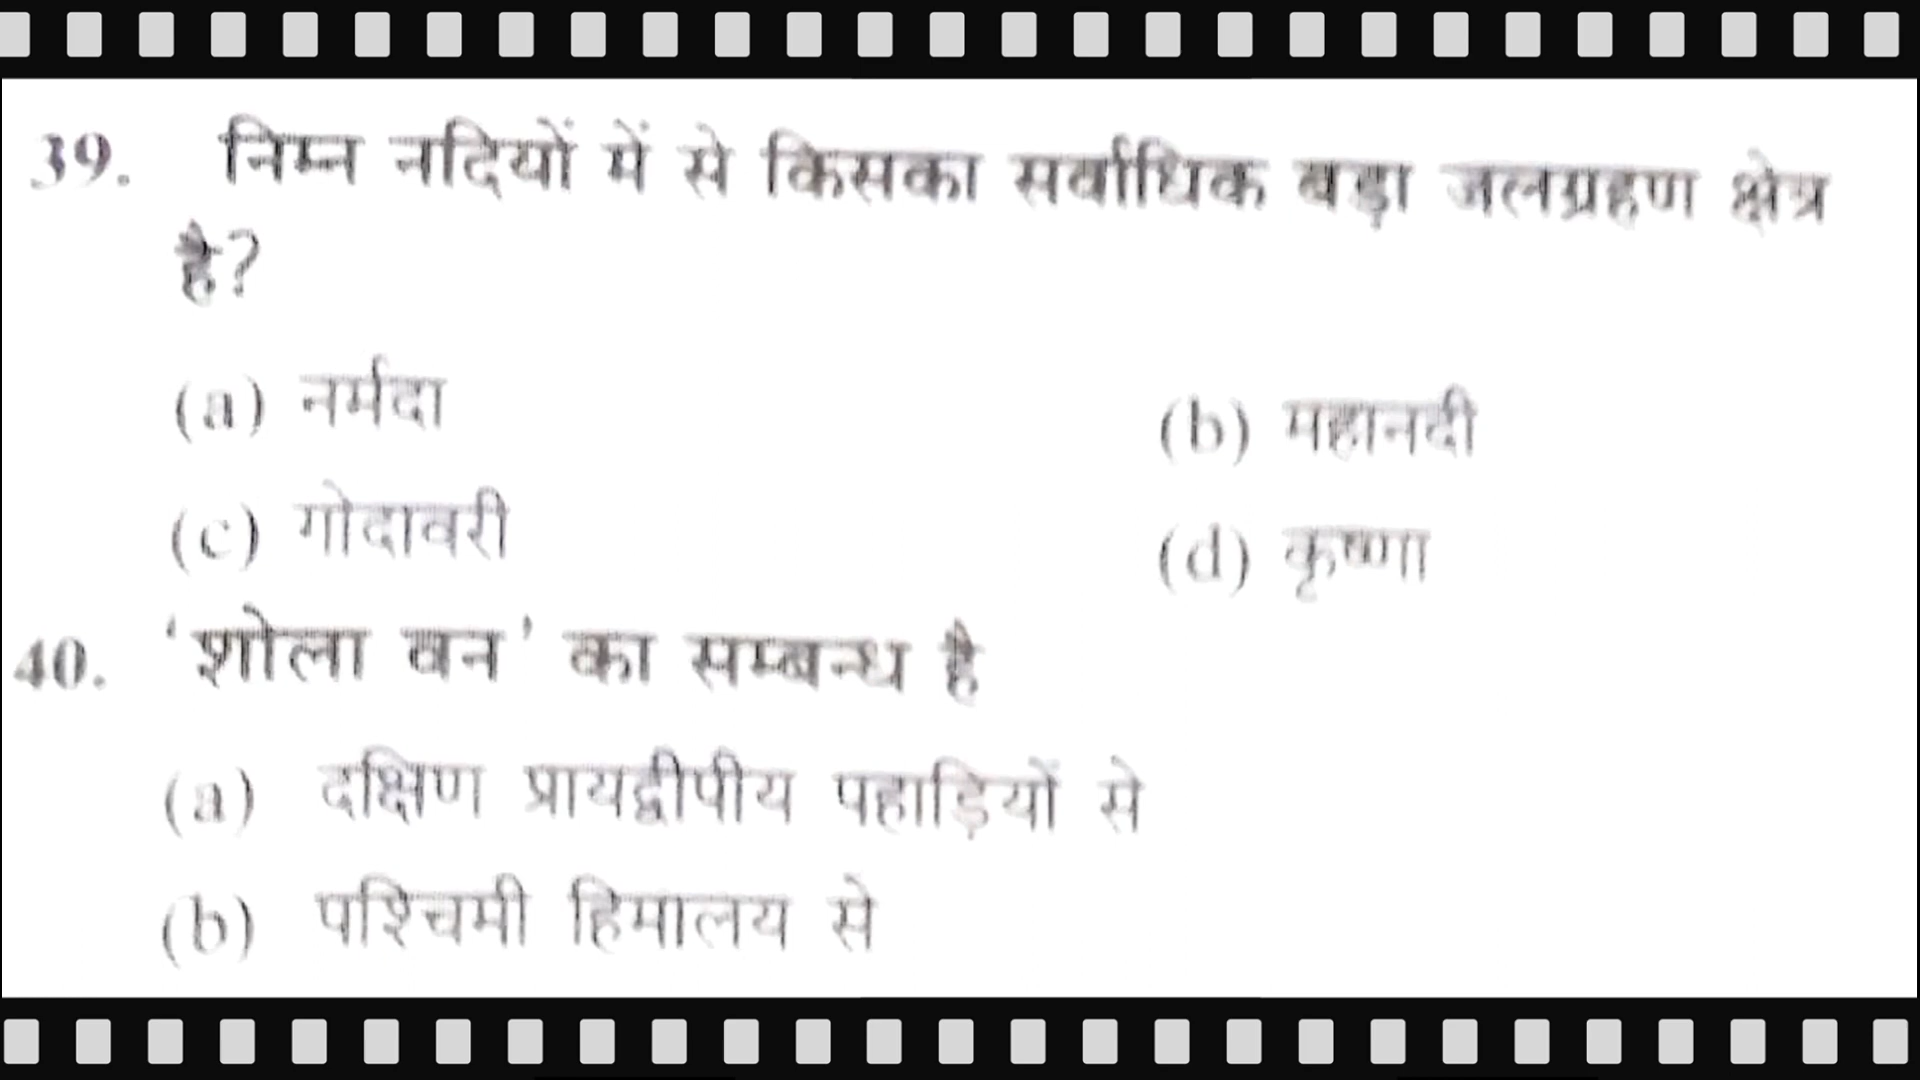 39. निम्न नदियों में से किसका सर्वाधिक बड़ा जलग्रहण क्षेत्र
है?
(a) नर्मदा (b) महानदी
(c) गोदावरी (d) कृष्णा
40. 'शोला वन' का सम्बन्ध है
(a) दक्षिण प्रायद्वीपीय पहाड़ियों से
(b) पश्चिमी हिमालय से